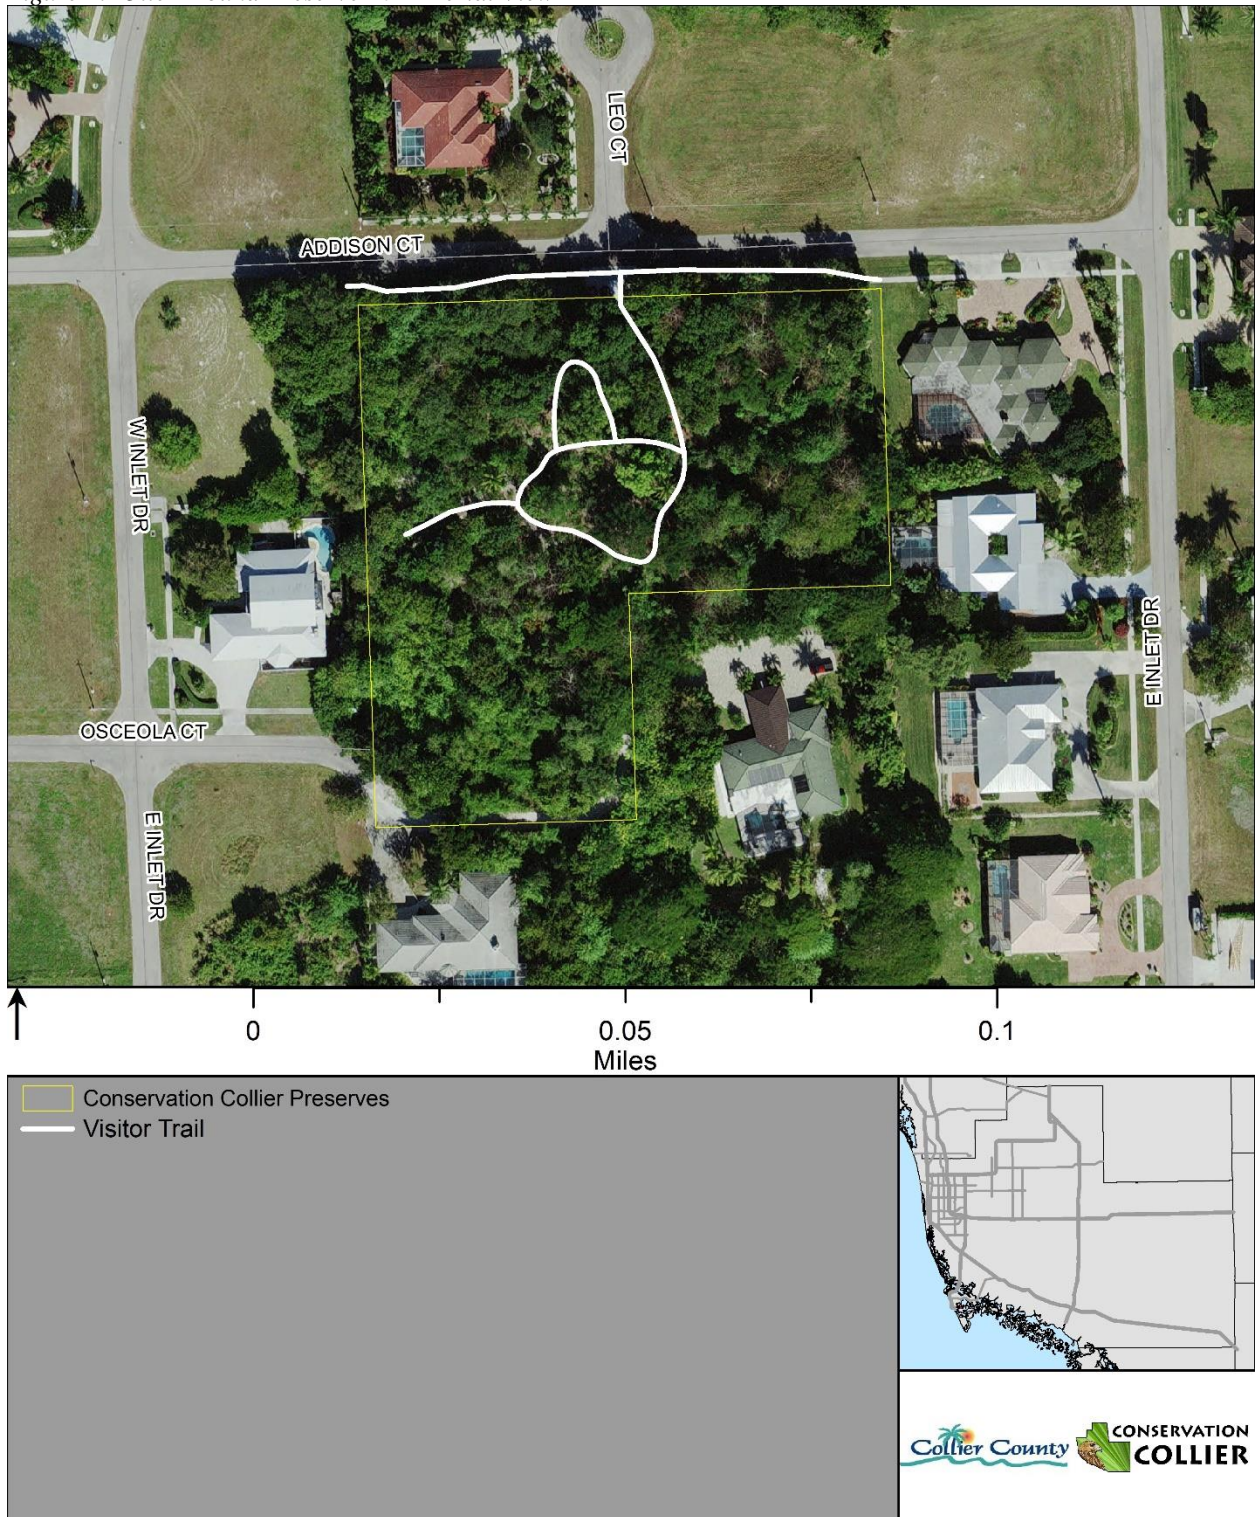 LEO CT
ADDISON CT
W INLET DR
E INLET DR
OSCEOLA CT
E INLET DR
0
0.05
0.1
Miles
Conservation Collier Preserves
Visitor Trail
Collier County
CONSERVATION
COLLIER